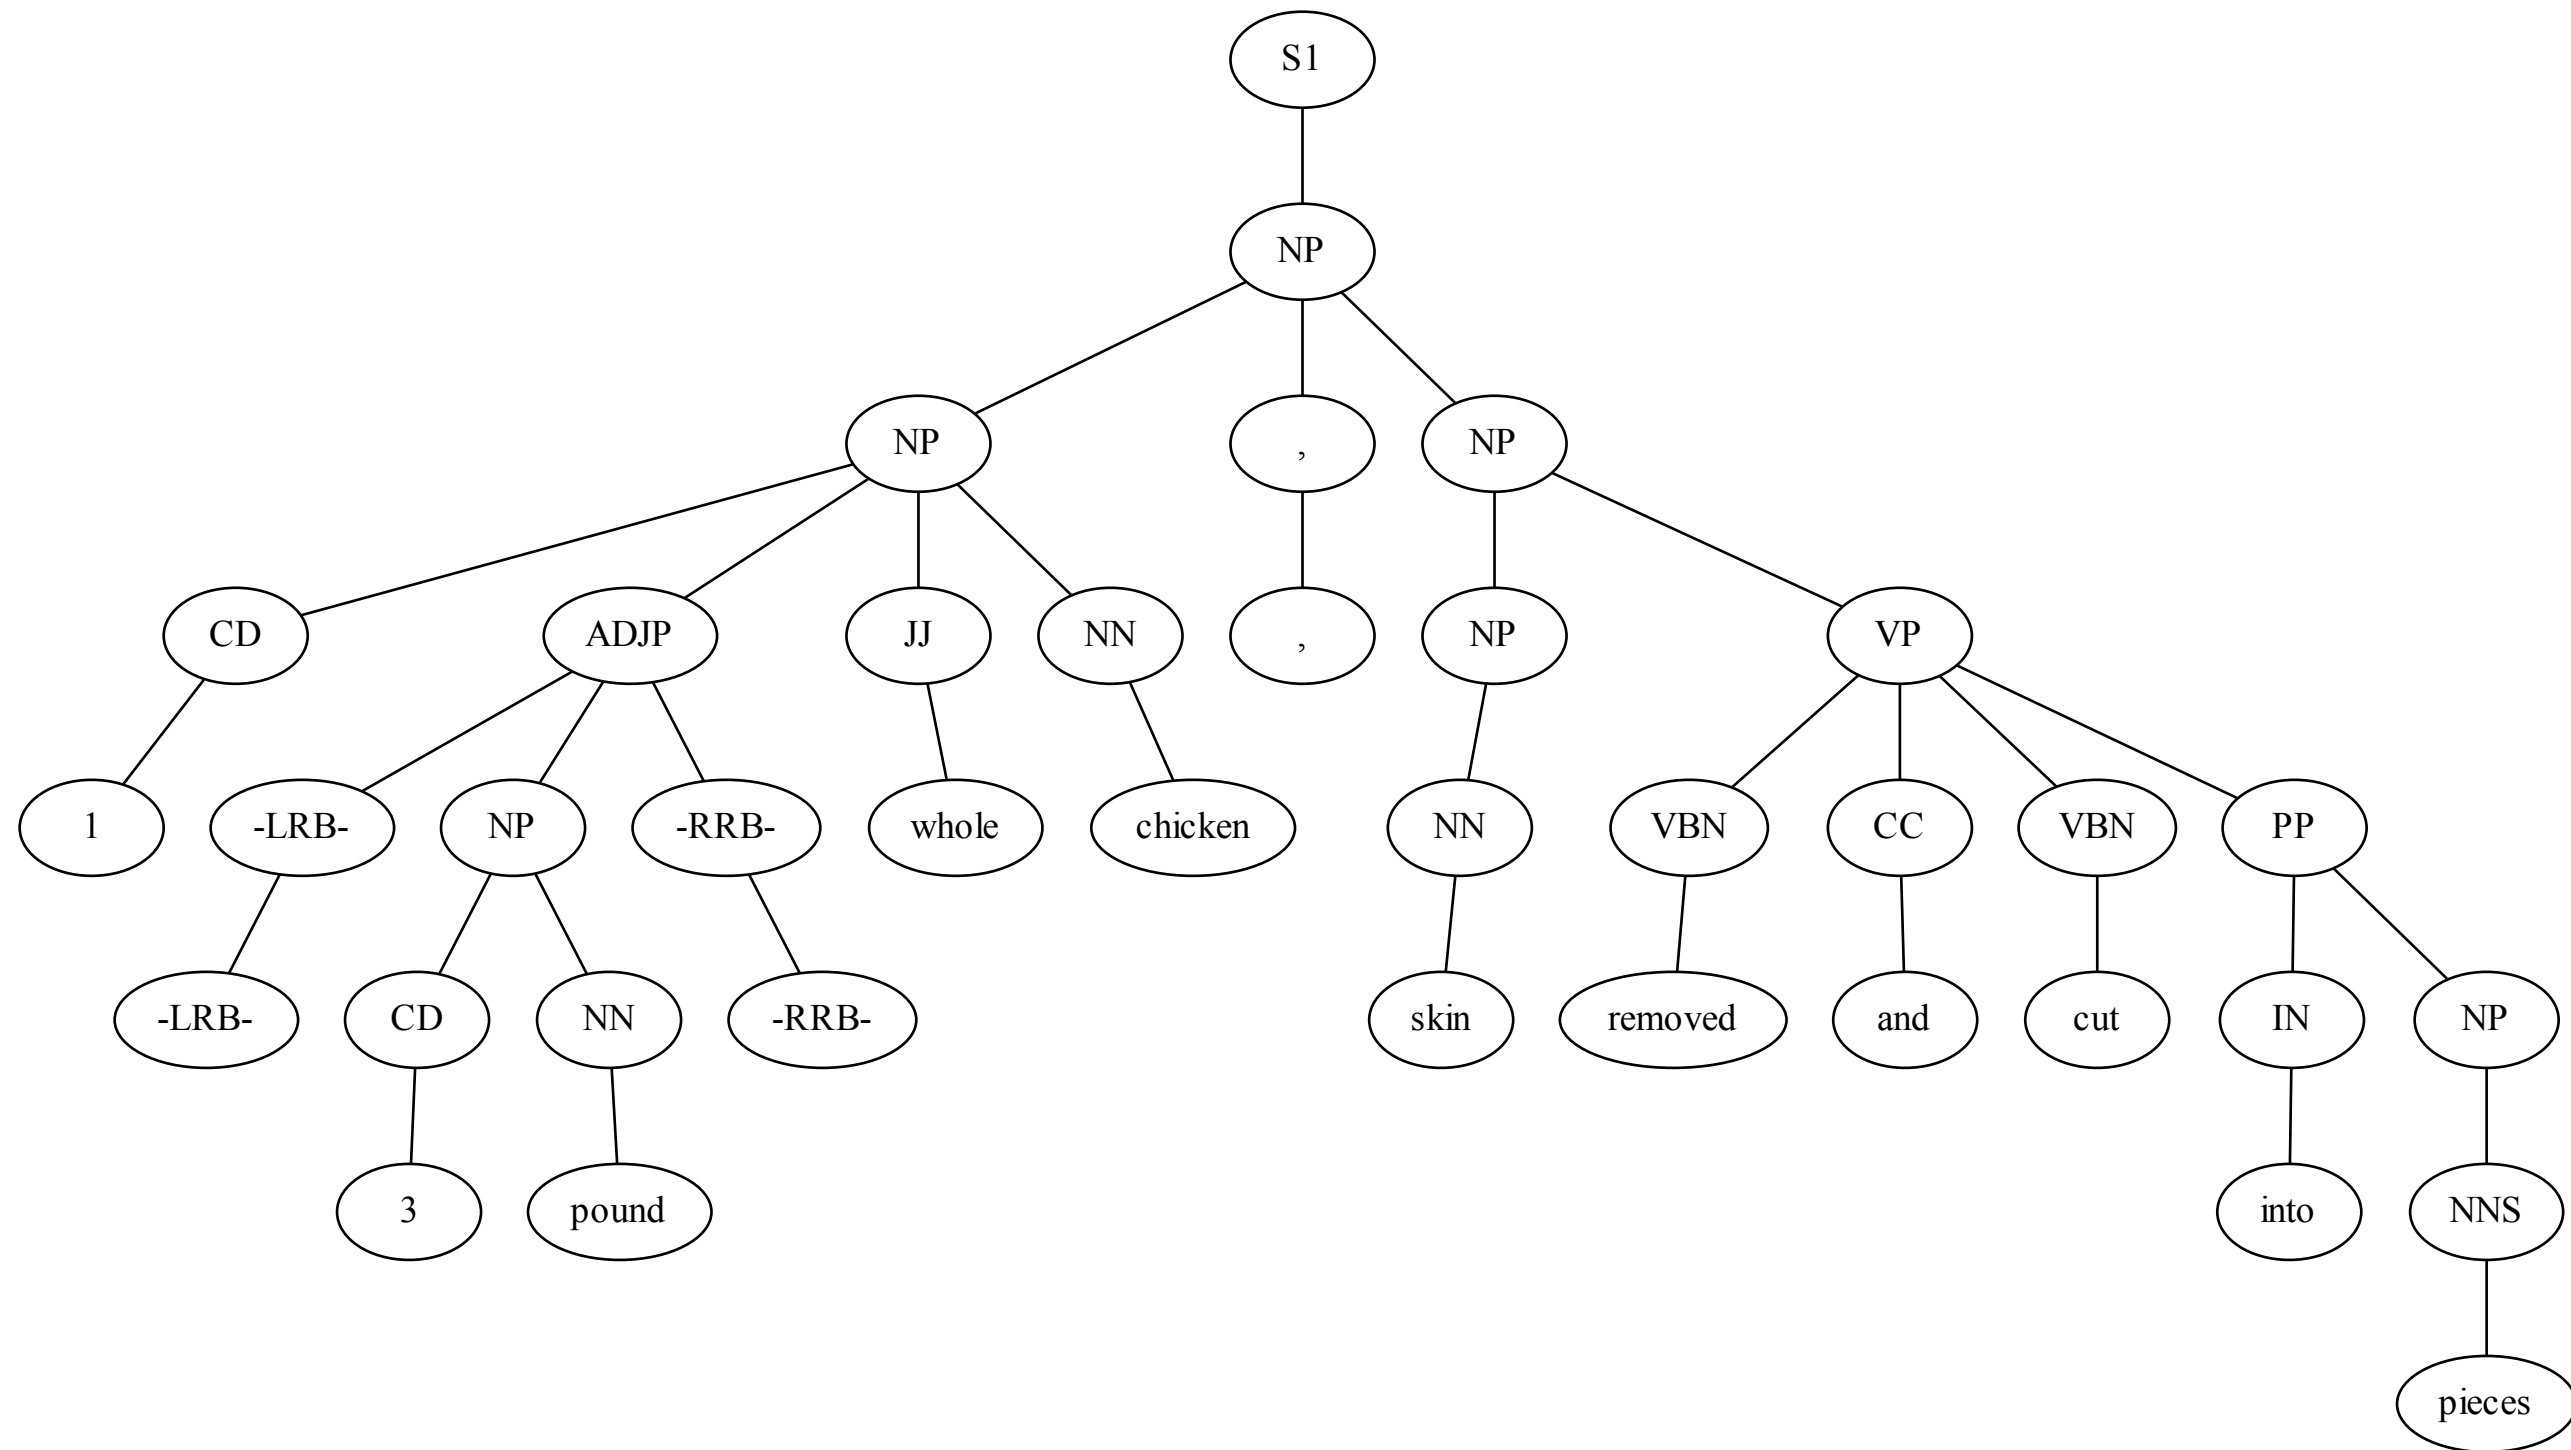 S1
NP
NP , NP
CD ADJP JJ NN , NP VP
1 -LRB- NP -RRB- whole chicken NN VBN CC VBN PP
-LRB- CD NN -RRB- skin removed and cut IN NP
3 pound into NNS
pieces